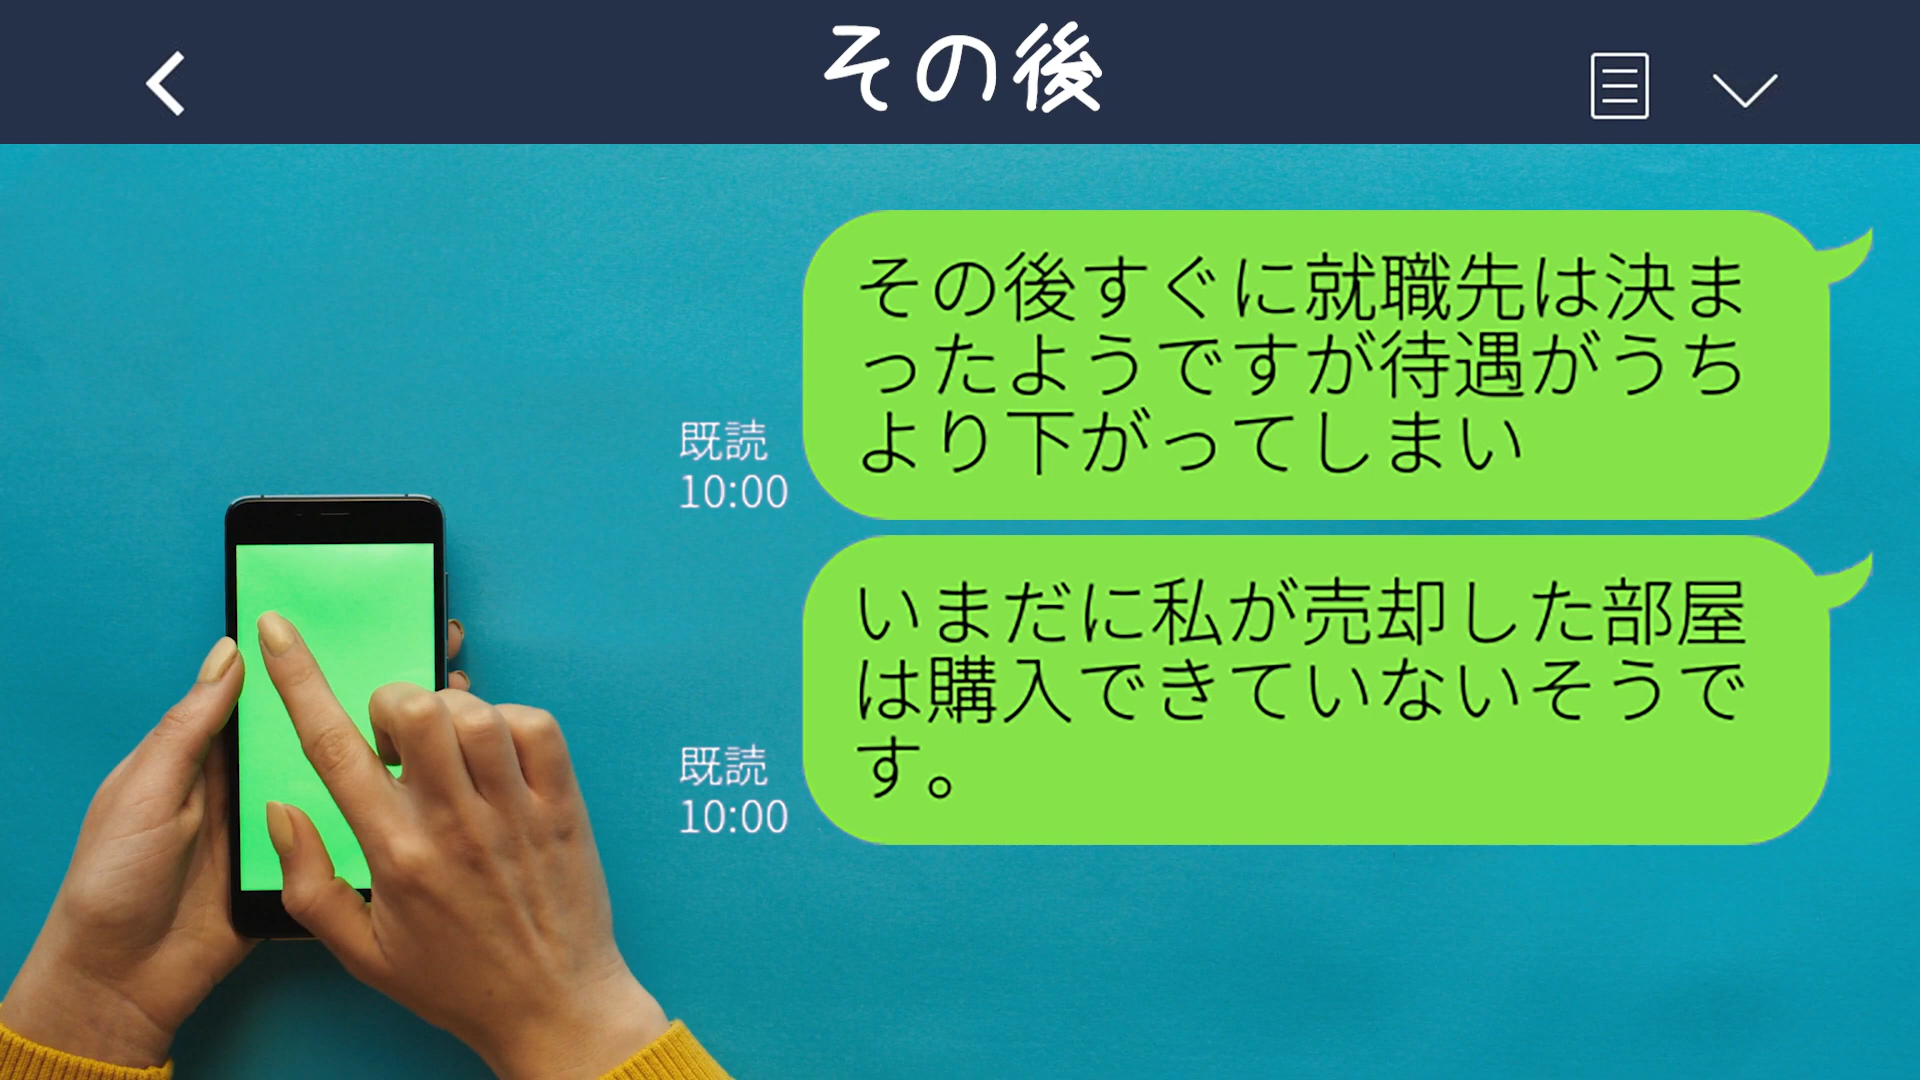 その後
その後すぐに就職先は決ま
ったようですが待遇がうち
より下がってしまい
既読
10:00
いまだに私が売却した部屋
は購入できていないそうで
す。
既読
10:00